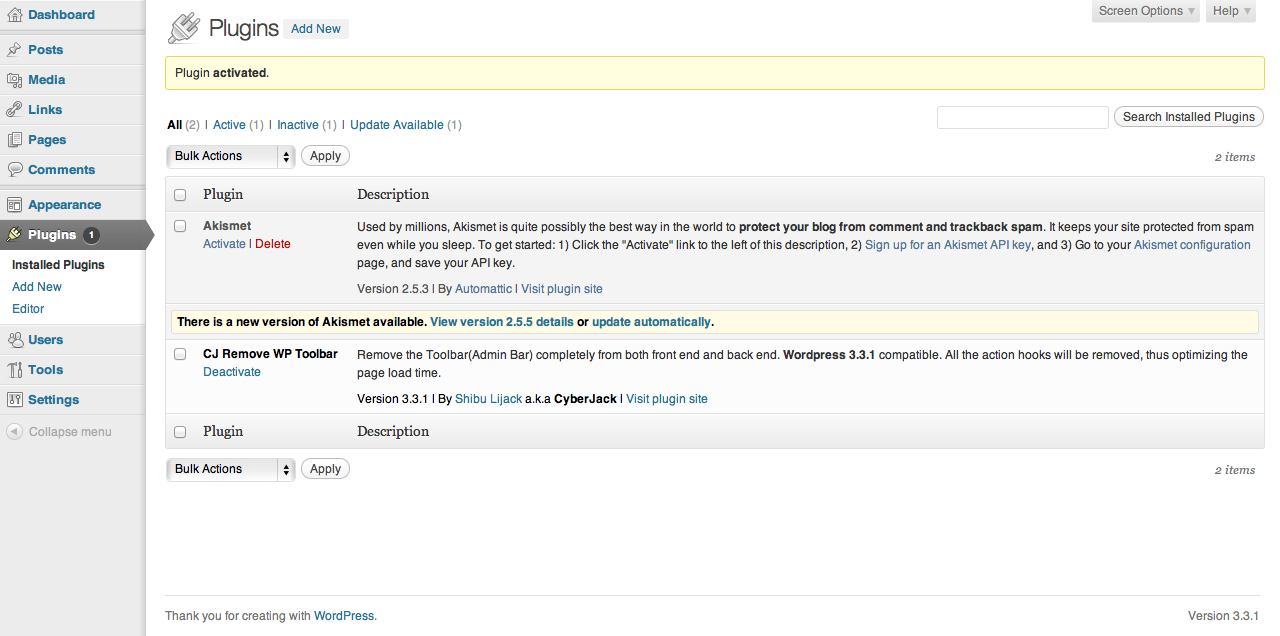 Dashboard
Posts
Media
Links
Pages
Comments
Appearance
Plugins 1
Installed Plugins
Add New
Editor
Users
Tools
Settings
Collapse menu
Screen Options Help
Plugins Add New
Plugin activated.
All (2) | Active (1) | Inactive (1) | Update Available (1)
Search Installed Plugins
Bulk Actions Apply
2 items
Plugin Description
Akismet
Activate | Delete
Used by millions, Akismet is quite possibly the best way in the world to protect your blog from comment and trackback spam. It keeps your site protected from spam
even while you sleep. To get started: 1) Click the "Activate" link to the left of this description, 2) Sign up for an Akismet API key, and 3) Go to your Akismet configuration
page, and save your API key.
Version 2.5.3 | By Automattic | Visit plugin site
There is a new version of Akismet available. View version 2.5.5 details or update automatically.
CJ Remove WP Toolbar
Deactivate
Remove the Toolbar(Admin Bar) completely from both front end and back end. Wordpress 3.3.1 compatible. All the action hooks will be removed, thus optimizing the
page load time.
Version 3.3.1 | By Shibu Lijack a.k.a CyberJack | Visit plugin site
Plugin Description
Bulk Actions Apply
2 items
Thank you for creating with WordPress.
Version 3.3.1